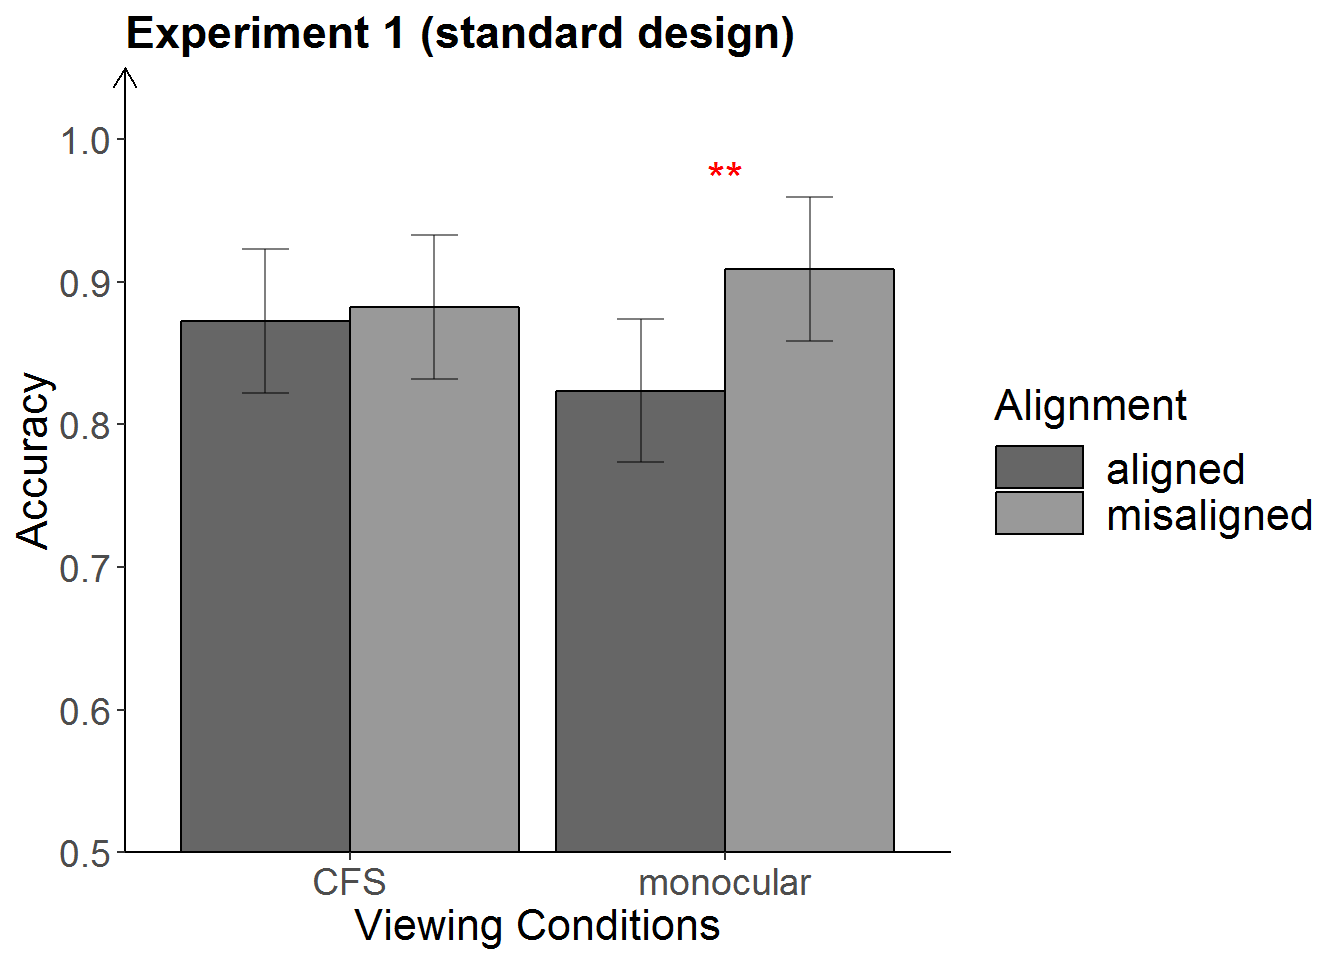 Experiment 1 (standard design)
1.0
**
0.9
0.8
0.7
0.6
0.5
Accuracy
CFS
monocular
Viewing Conditions
Alignment
aligned
misaligned